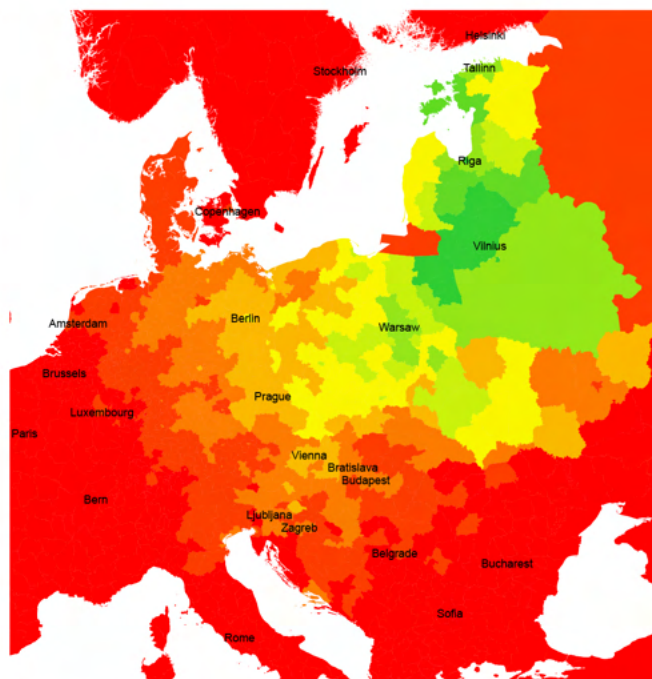 Helsinki
Tallinn
Stockholm
Riga
Copenhagen
Vilnius
Amsterdam
Berlin
Warsaw
Brussels
Prague
Luxembourg
Paris
Vienna
Bratislava
Budapest
Bern
Ljubljana
Zagreb
Belgrade
Bucharest
Sofia
Rome